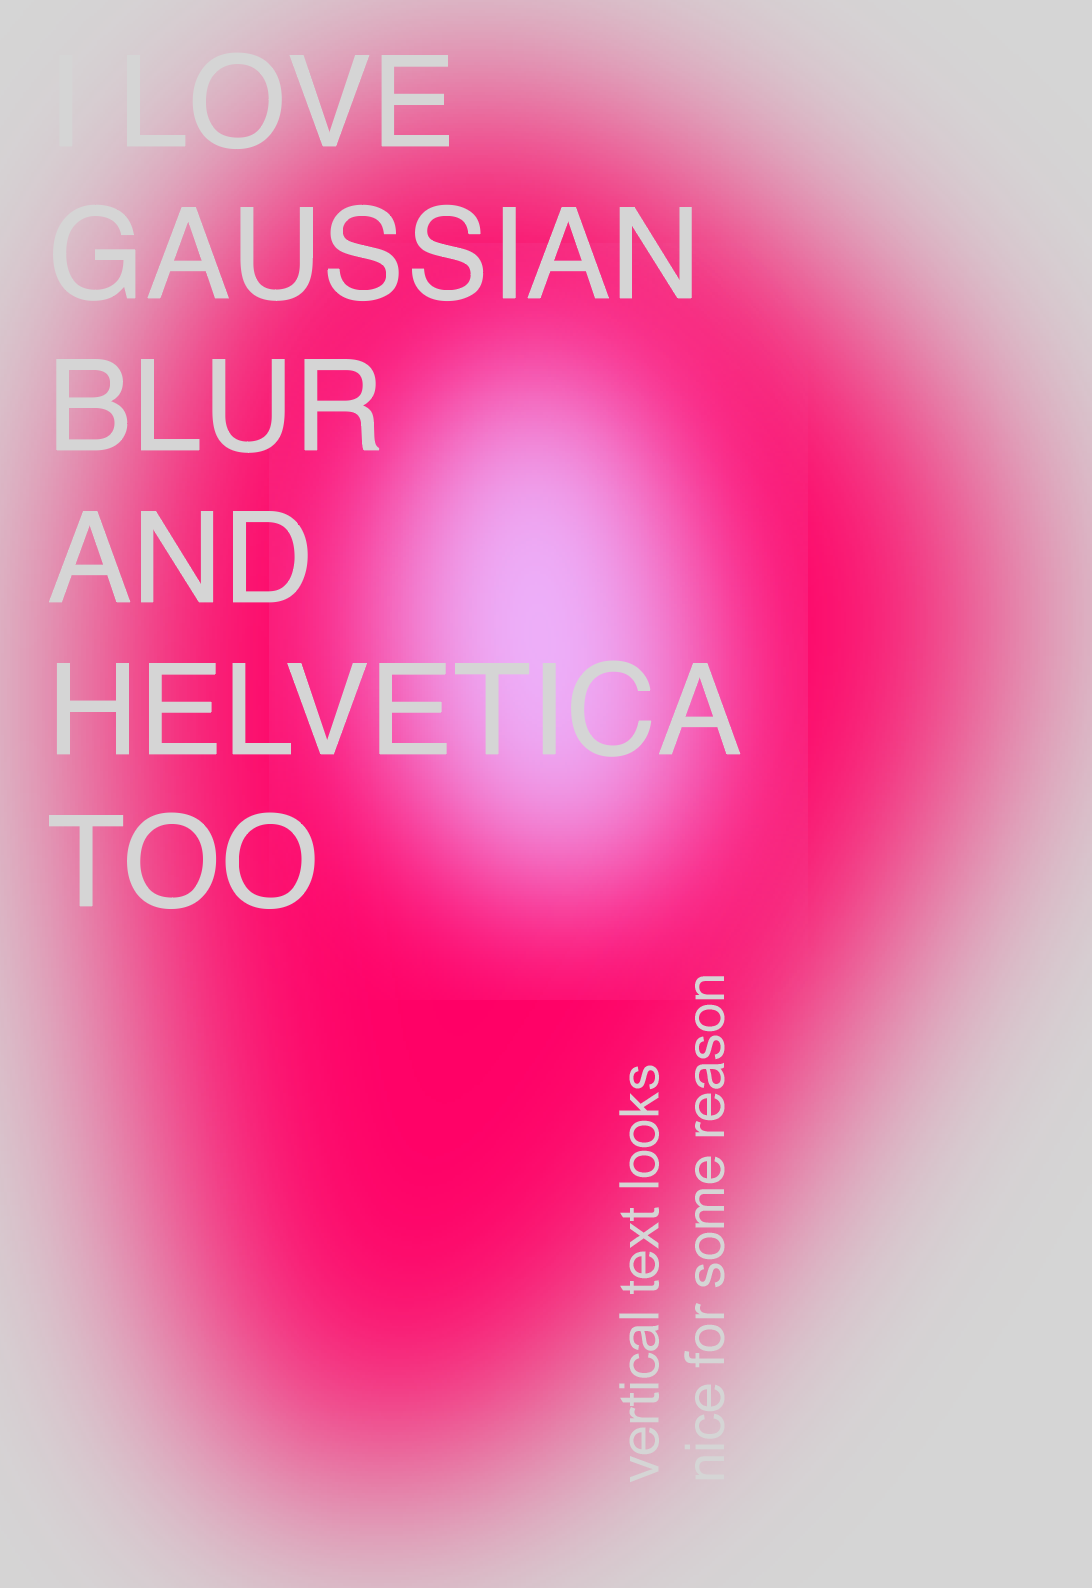 I LOVE
GAUSSIAN
BLUR
AND
HELVETICA
TOO
vertical text looks
nice for some reason